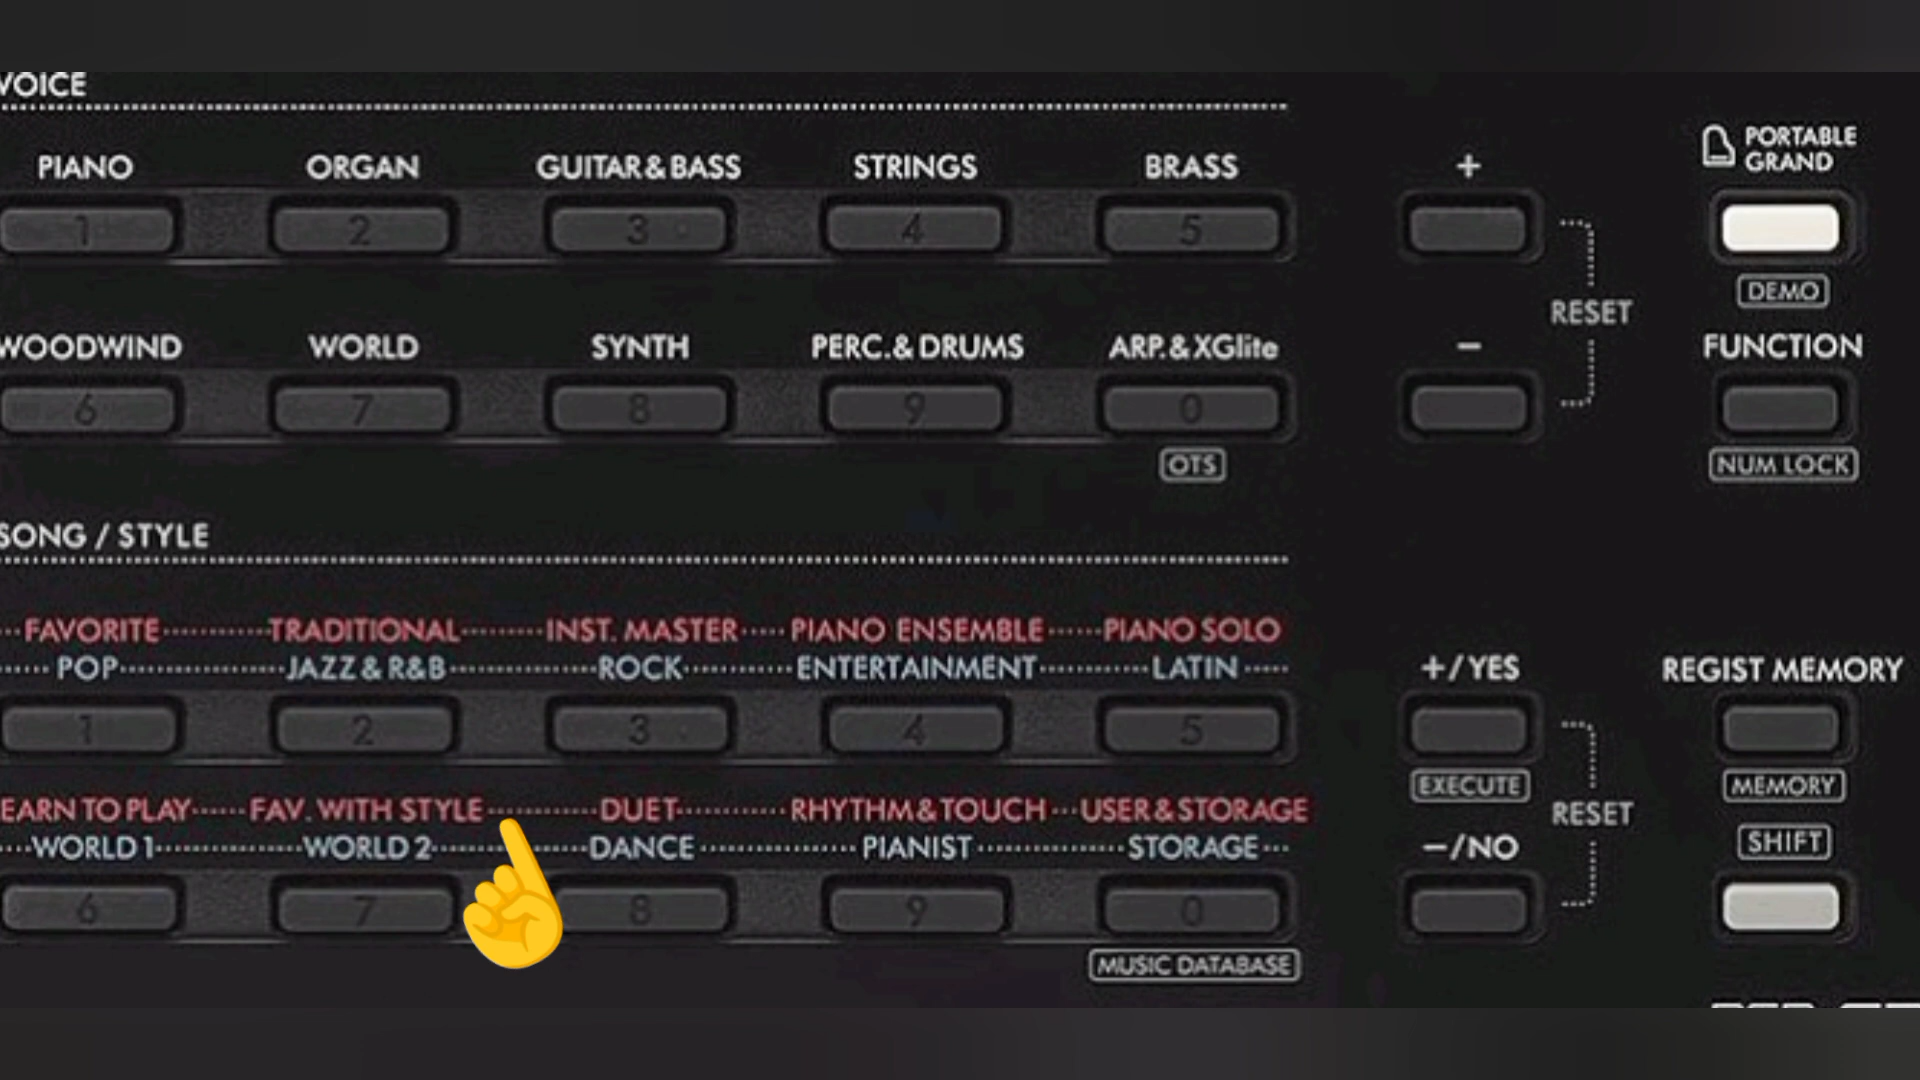 VOICE
PIANO ORGAN GUITAR & BASS STRINGS BRASS + PORTABLE GRAND
1 2 3 4 5
DEMO
RESET
WOODWIND WORLD SYNTH PERC. & DRUMS ARP. & XGlite − FUNCTION
6 7 8 9 0
OTS NUM LOCK
SONG / STYLE
FAVORITE TRADITIONAL INST. MASTER PIANO ENSEMBLE PIANO SOLO
POP JAZZ & R&B ROCK ENTERTAINMENT LATIN +/YES REGIST MEMORY
1 2 3 4 5
EXECUTE MEMORY
EARN TO PLAY FAV. WITH STYLE DUET RHYTHM & TOUCH USER & STORAGE RESET
WORLD 1 WORLD 2 DANCE PIANIST STORAGE −/NO SHIFT
6 7 8 9 0
MUSIC DATABASE